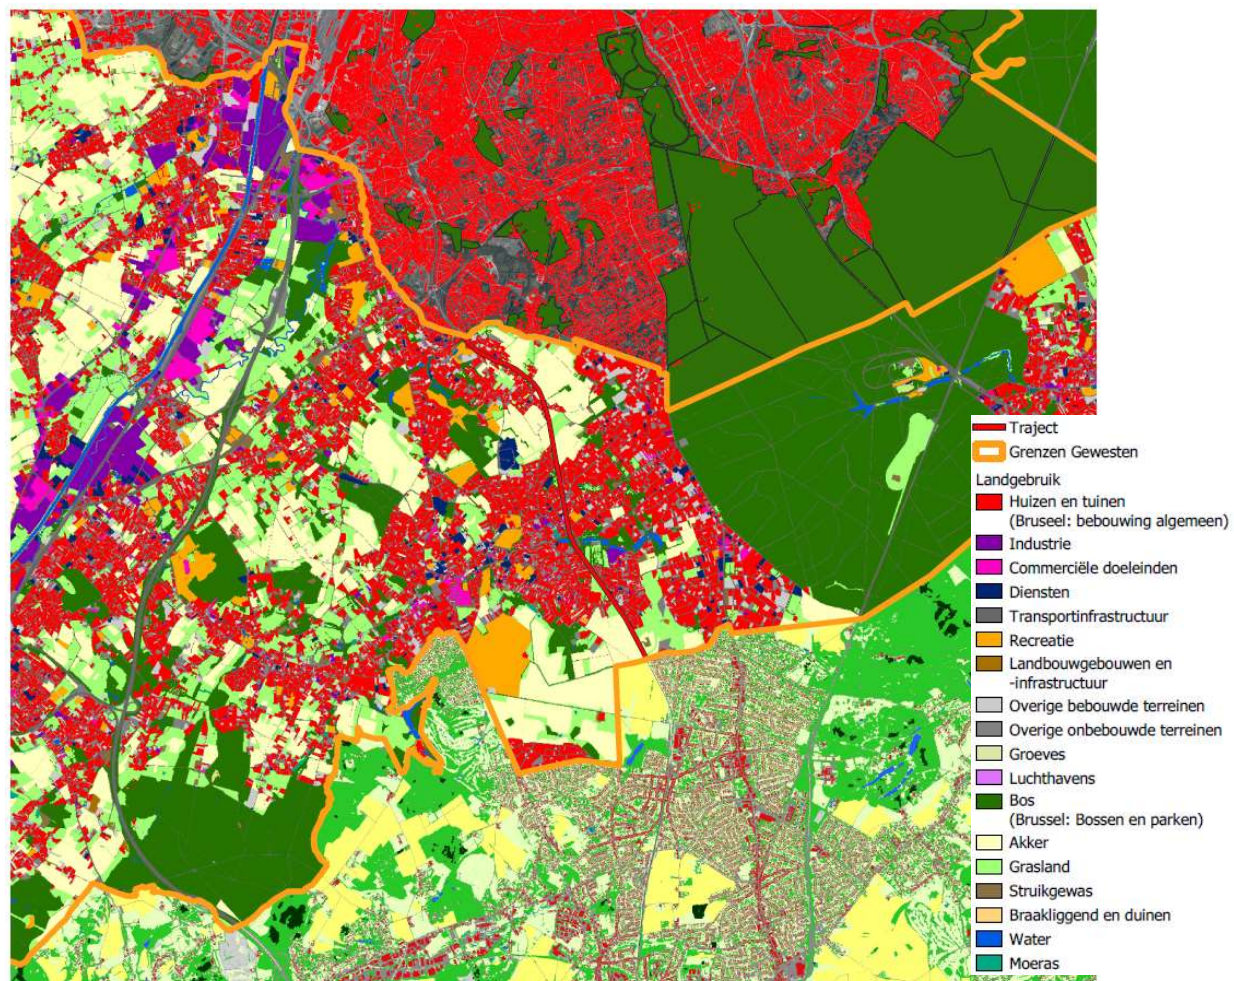 Traject
Grenzen Gewesten
Landgebruik
Huizen en tuinen
(Bruseel: bebouwing algemeen)
Industrie
Commerciële doeleinden
Diensten
Transportinfrastructuur
Recreatie
Landbouwgebouwen en
-infrastructuur
Overige bebouwde terreinen
Overige onbebouwde terreinen
Groeves
Luchthavens
Bos
(Brussel: Bossen en parken)
Akker
Grasland
Struikgewas
Braakliggend en duinen
Water
Moeras